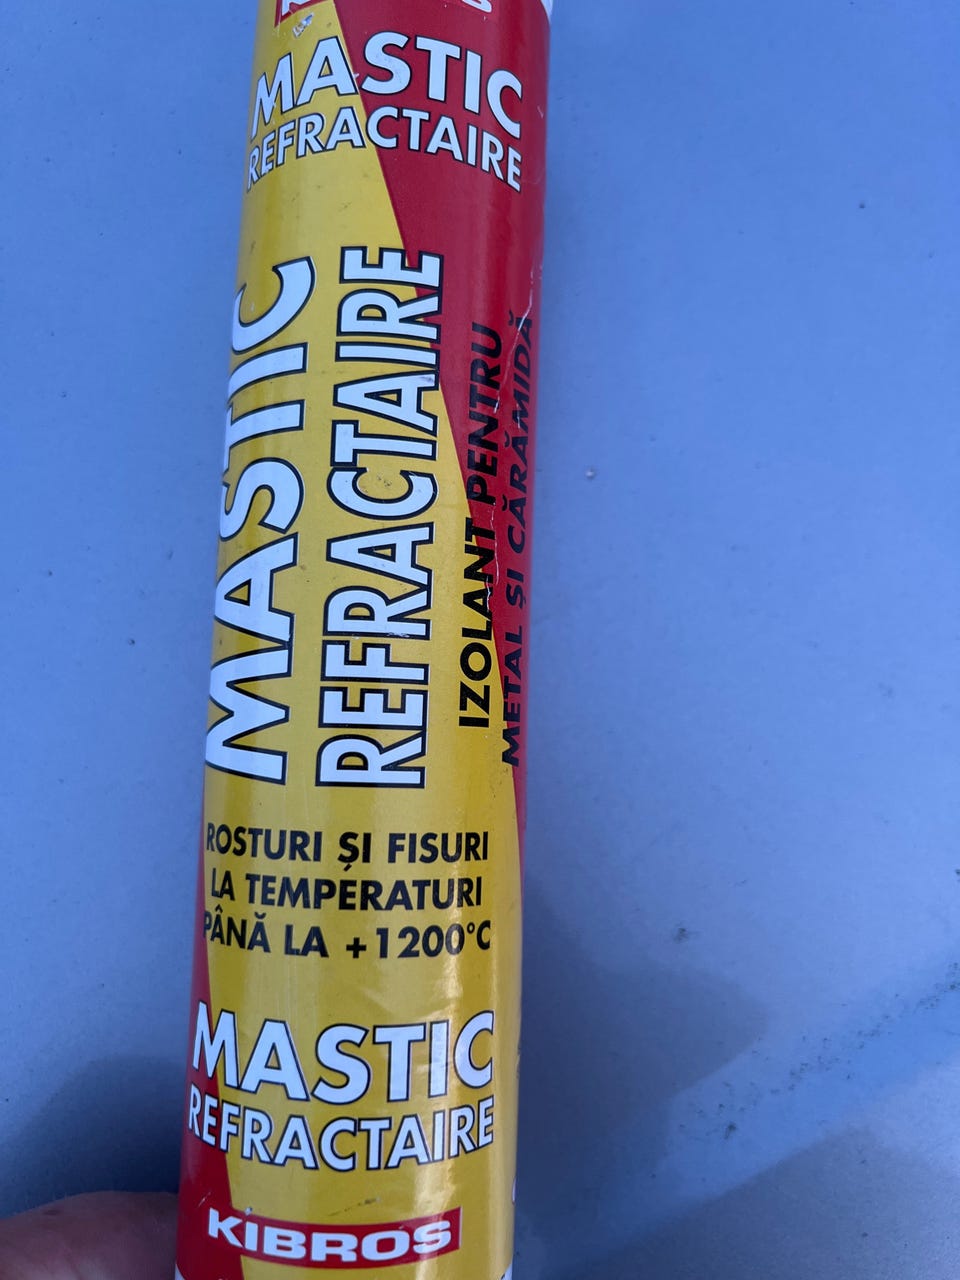 MASTIC
REFRACTAIRE
MASTIC
REFRACTAIRE
IZOLANT PENTRU
METAL ȘI CĂRĂMIDĂ
ROSTURI ȘI FISURI
LA TEMPERATURI
PÂNĂ LA +1200°C
MASTIC
REFRACTAIRE
KIBROS